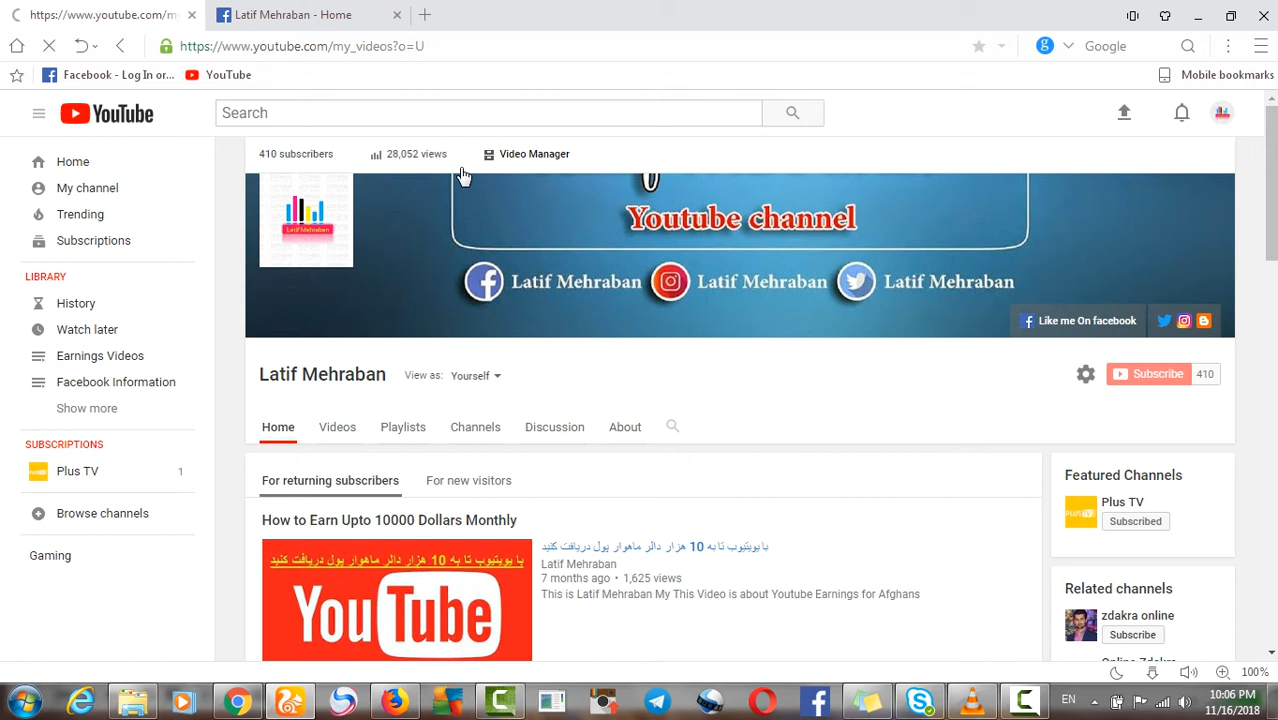 https://www.youtube.com/my
Latif Mehraban - Home
https://www.youtube.com/my_videos?o=U
Google
Facebook - Log In or...
YouTube
Mobile bookmarks
YouTube
Search
410 subscribers
28,052 views
Video Manager
Home
My channel
Trending
Subscriptions
LIBRARY
History
Watch later
Earnings Videos
Facebook Information
Show more
SUBSCRIPTIONS
Plus TV
1
Browse channels
Gaming
Latif Mehraban
Youtube channel
Latif Mehraban
Latif Mehraban
Latif Mehraban
Like me On facebook
Latif Mehraban
View as:
Yourself
Subscribe
410
Home
Videos
Playlists
Channels
Discussion
About
For returning subscribers
For new visitors
How to Earn Upto 10000 Dollars Monthly
با یوتیوب تا به 10 هزار دالر ماهوار پول دریافت کنید
YouTube
با یوتیوب تا به 10 هزار دالر ماهوار پول دریافت کنید
Latif Mehraban
7 months ago • 1,625 views
This is Latif Mehraban My This Video is about Youtube Earnings for Afghans
Featured Channels
Plus TV
Subscribed
Related channels
zdakra online
Subscribe
100%
EN
10:06 PM
11/16/2018